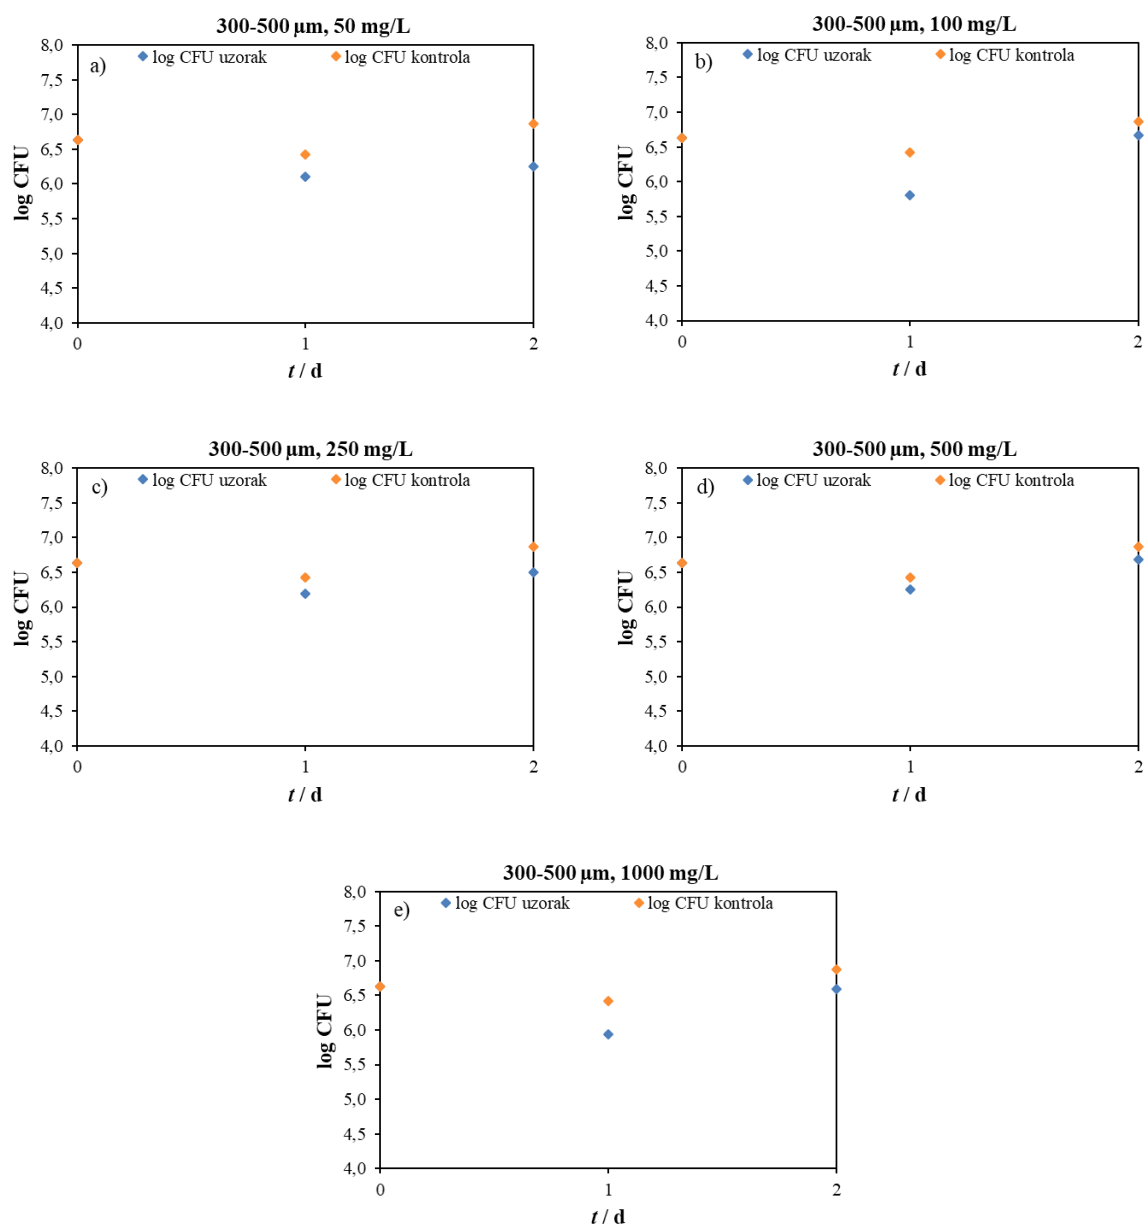 300-500 µm, 50 mg/L
a)
log CFU uzorak log CFU kontrola
8,0
7,5
7,0
6,5
6,0
5,5
5,0
4,5
4,0
log CFU
0 1 2
t / d
300-500 µm, 100 mg/L
b)
log CFU uzorak log CFU kontrola
8,0
7,5
7,0
6,5
6,0
5,5
5,0
4,5
4,0
log CFU
0 1 2
t / d
300-500 µm, 250 mg/L
c)
log CFU uzorak log CFU kontrola
8,0
7,5
7,0
6,5
6,0
5,5
5,0
4,5
4,0
log CFU
0 1 2
t / d
300-500 µm, 500 mg/L
d)
log CFU uzorak log CFU kontrola
8,0
7,5
7,0
6,5
6,0
5,5
5,0
4,5
4,0
log CFU
0 1 2
t / d
300-500 µm, 1000 mg/L
e)
log CFU uzorak log CFU kontrola
8,0
7,5
7,0
6,5
6,0
5,5
5,0
4,5
4,0
log CFU
0 1 2
t / d